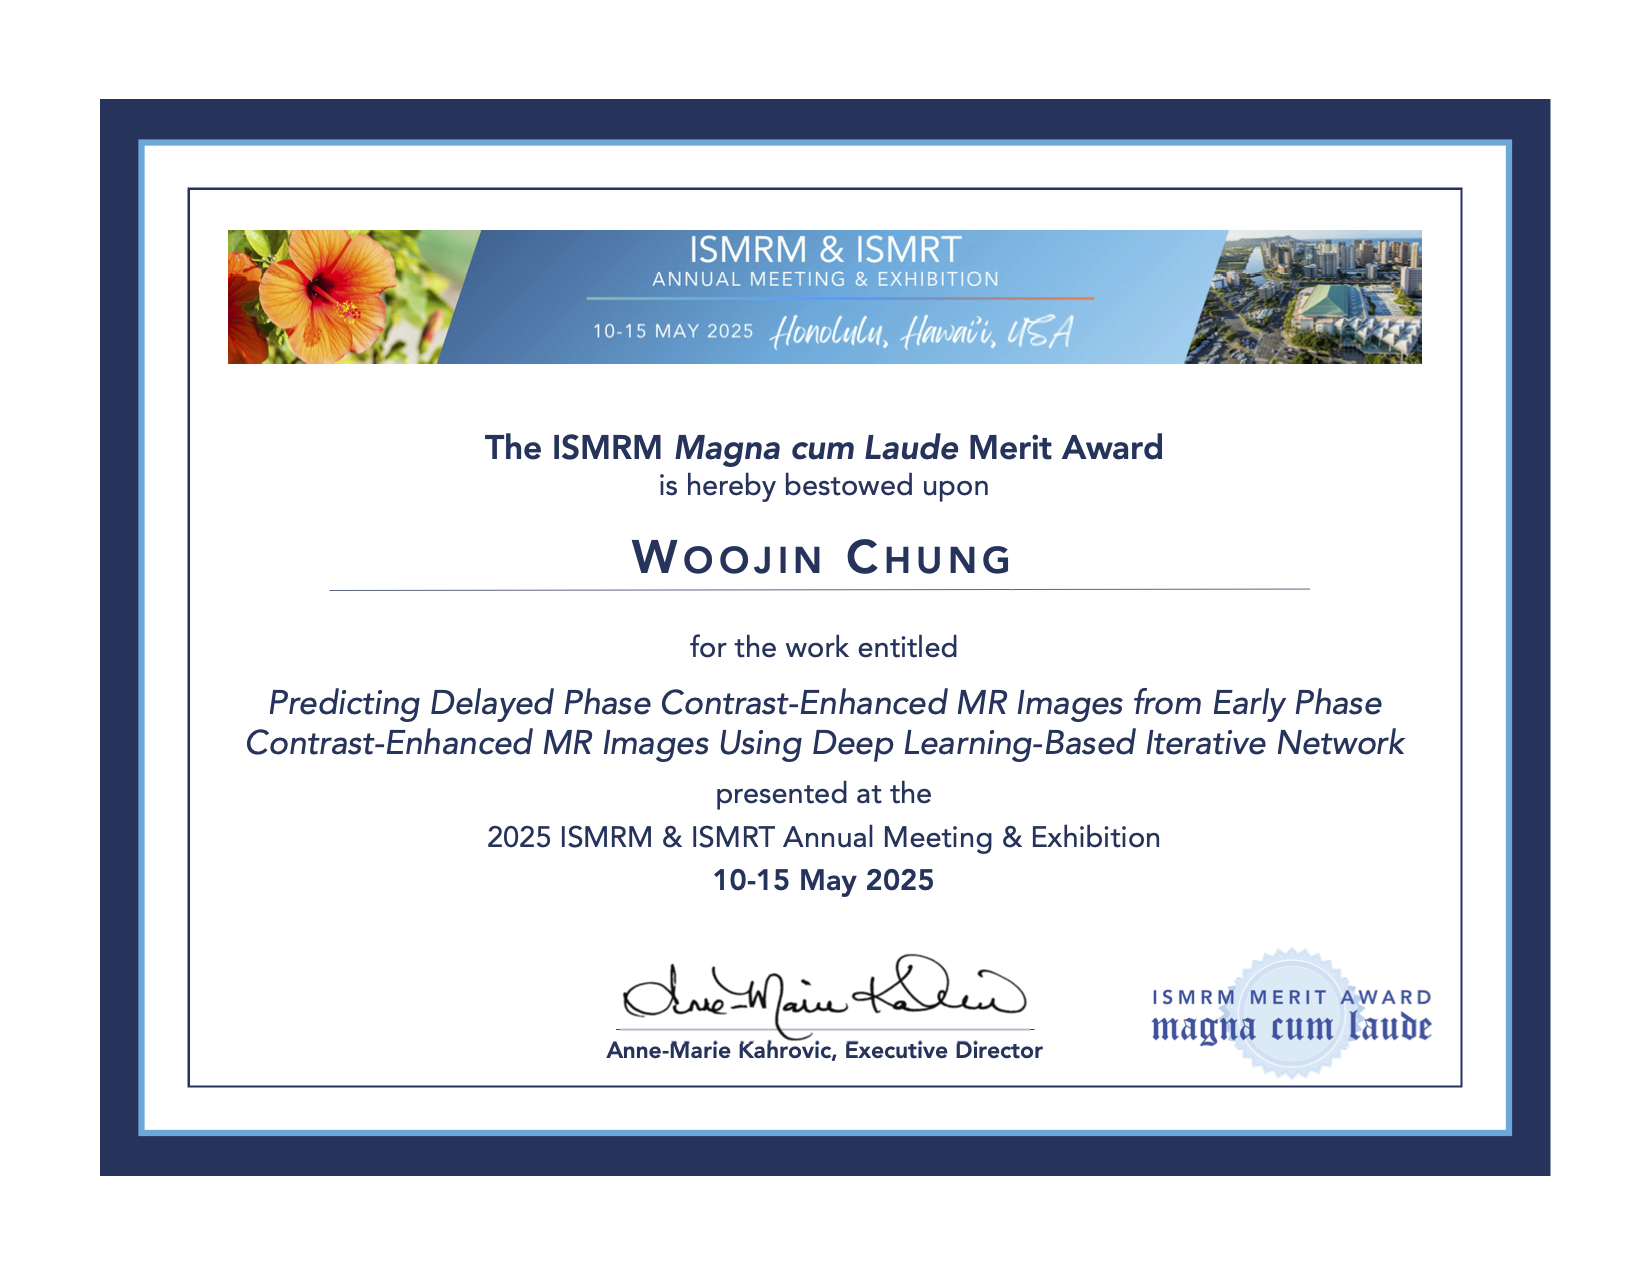 ISMRM & ISMRT
ANNUAL MEETING & EXHIBITION
10-15 MAY 2025 Honolulu, Hawai'i, USA
The ISMRM Magna cum Laude Merit Award
is hereby bestowed upon
WOOJIN CHUNG
for the work entitled
Predicting Delayed Phase Contrast-Enhanced MR Images from Early Phase
Contrast-Enhanced MR Images Using Deep Learning-Based Iterative Network
presented at the
2025 ISMRM & ISMRT Annual Meeting & Exhibition
10-15 May 2025
Anne-Marie Kahrovic
Anne-Marie Kahrovic, Executive Director
ISMRM MERIT AWARD
magna cum laude